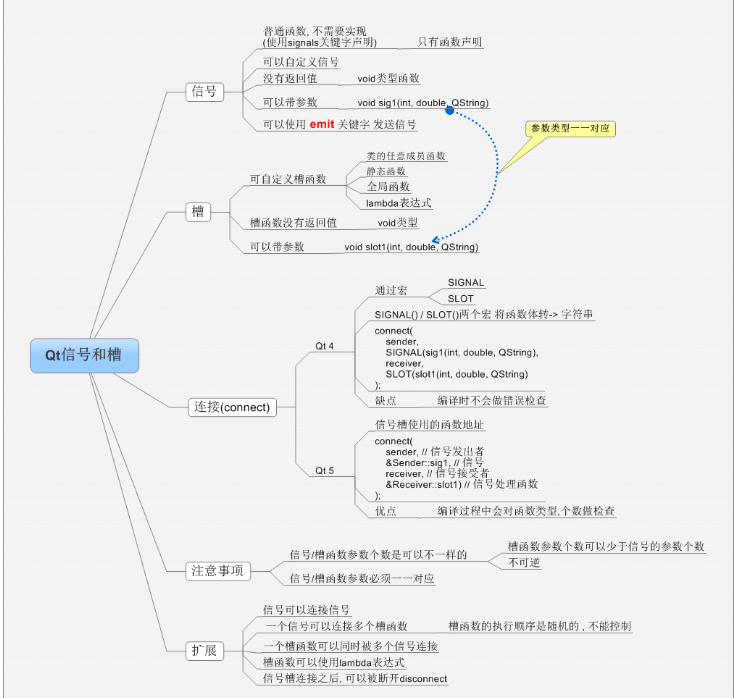 Qt信号和槽
信号
普通函数, 不需要实现
(使用signals关键字声明)
只有函数声明
可以自定义信号
没有返回值
void类型函数
可以带参数
void sig1(int, double, QString)
可以使用 emit 关键字 发送信号
参数类型一一对应
槽
可自定义槽函数
类的任意成员函数
静态函数
全局函数
lambda表达式
槽函数没有返回值
void类型
可以带参数
void slot1(int, double, QString)
连接(connect)
Qt 4
通过宏
SIGNAL
SLOT
SIGNAL() / SLOT()两个宏 将函数体转-> 字符串
connect(
sender,
SIGNAL(sig1(int, double, QString),
receiver,
SLOT(slot1(int, double, QString)
);
缺点
编译时不会做错误检查
Qt 5
信号槽使用的函数地址
connect(
sender, // 信号发出者
&Sender::sig1, // 信号
receiver, // 信号接受者
&Receiver::slot1) // 信号处理函数
);
优点
编译过程中会对函数类型,个数做检查
注意事项
信号/槽函数参数个数是可以不一样的
槽函数参数个数可以少于信号的参数个数
不可逆
信号/槽函数参数必须一一对应
扩展
信号可以连接信号
一个信号可以连接多个槽函数
槽函数的执行顺序是随机的 , 不能控制
一个槽函数可以同时被多个信号连接
槽函数可以使用lambda表达式
信号槽连接之后, 可以被断开disconnect